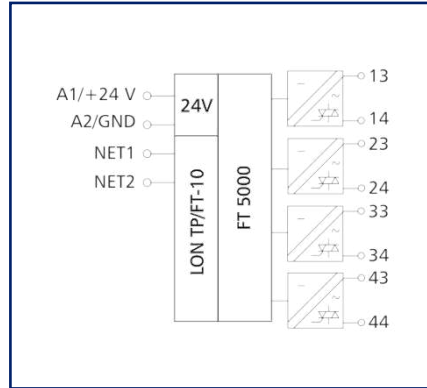 A1/+24 V
A2/GND
NET1
NET2
24V
LON TP/FT-10
FT 5000
13
14
23
24
33
34
43
44